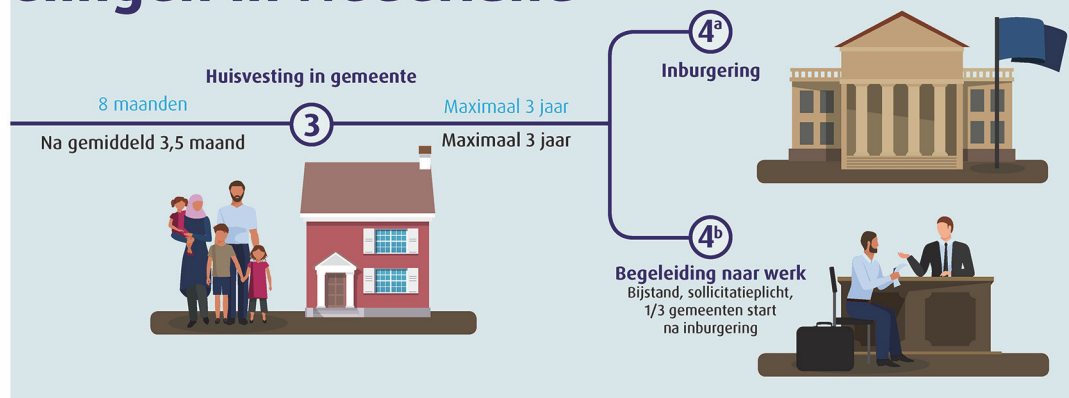 Huisvesting in gemeente
8 maanden
3
Maximaal 3 jaar
Na gemiddeld 3,5 maand
Maximaal 3 jaar
4a
Inburgering
4b
Begeleiding naar werk
Bijstand, sollicitatieplicht,
1/3 gemeenten start
na inburgering